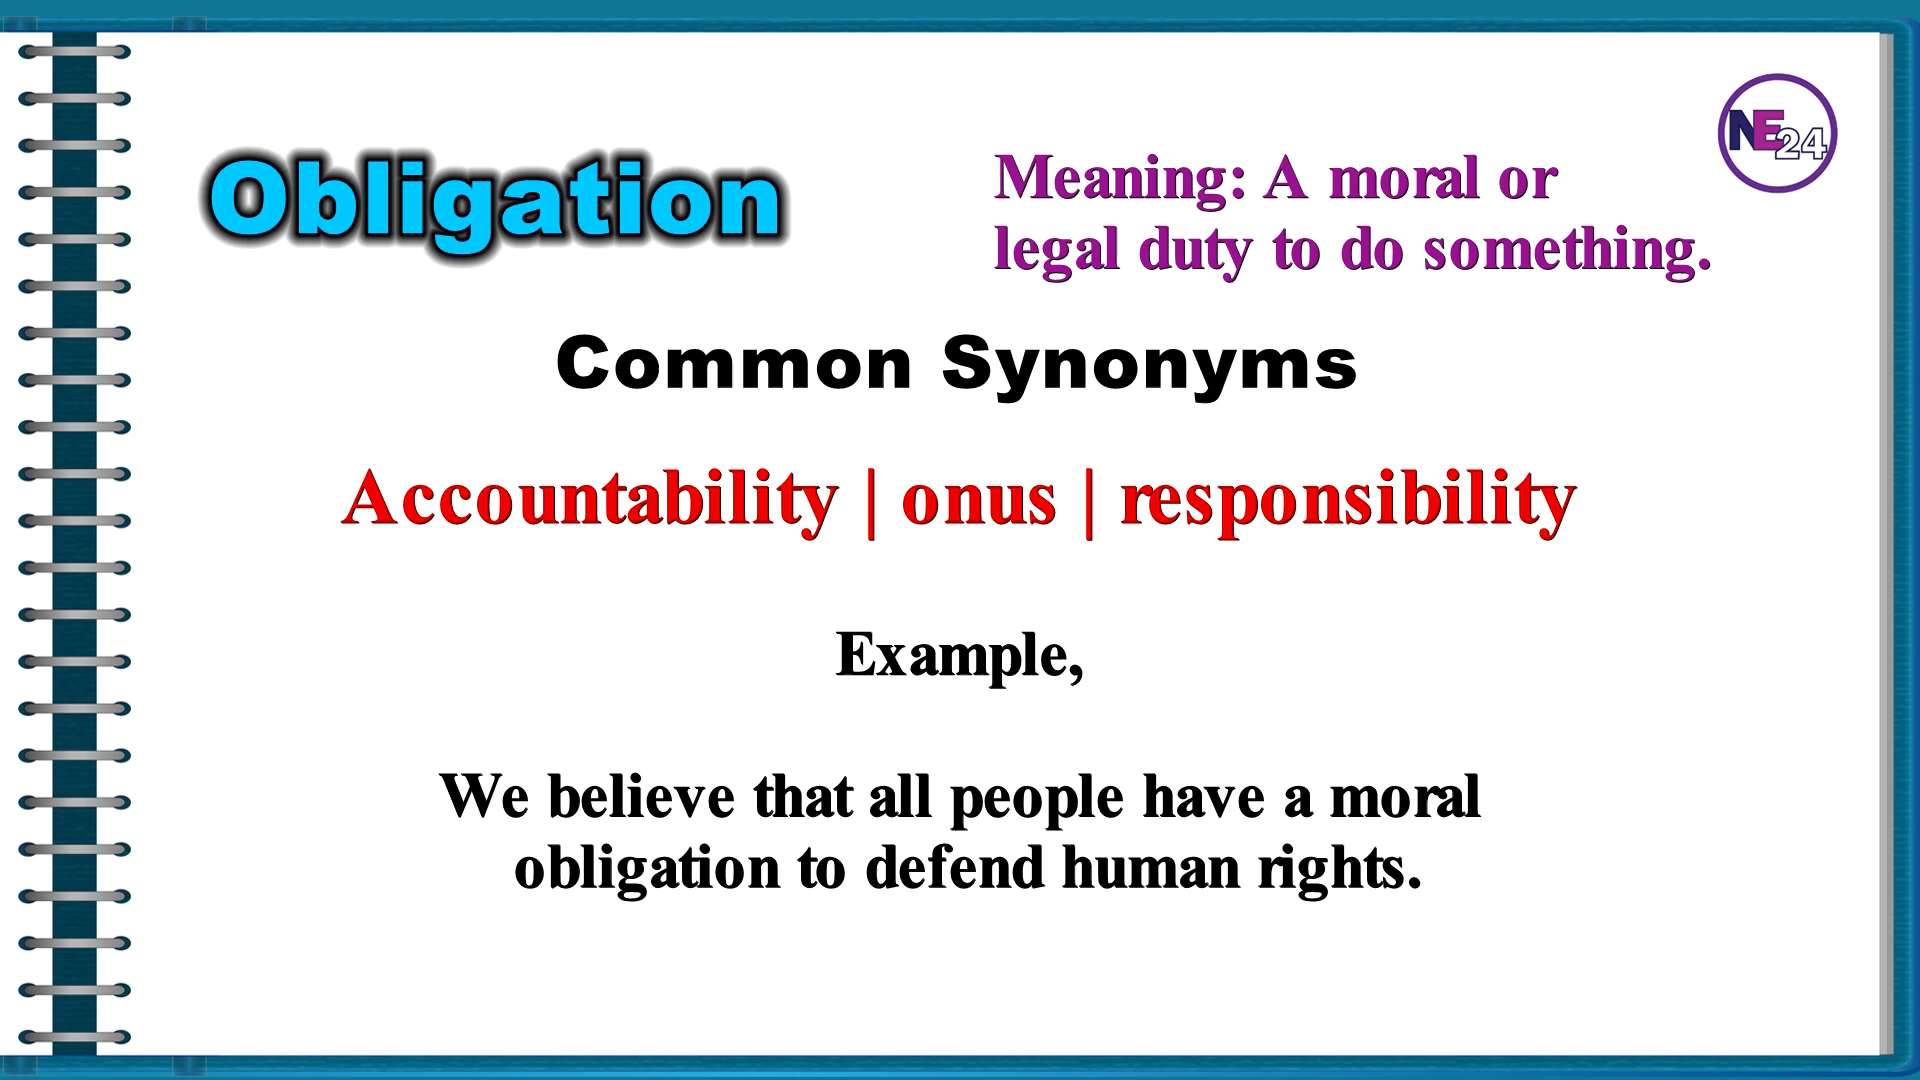 Obligation
Meaning: A moral or
legal duty to do something.
NE24
Common Synonyms
Accountability | onus | responsibility
Example,
We believe that all people have a moral
obligation to defend human rights.